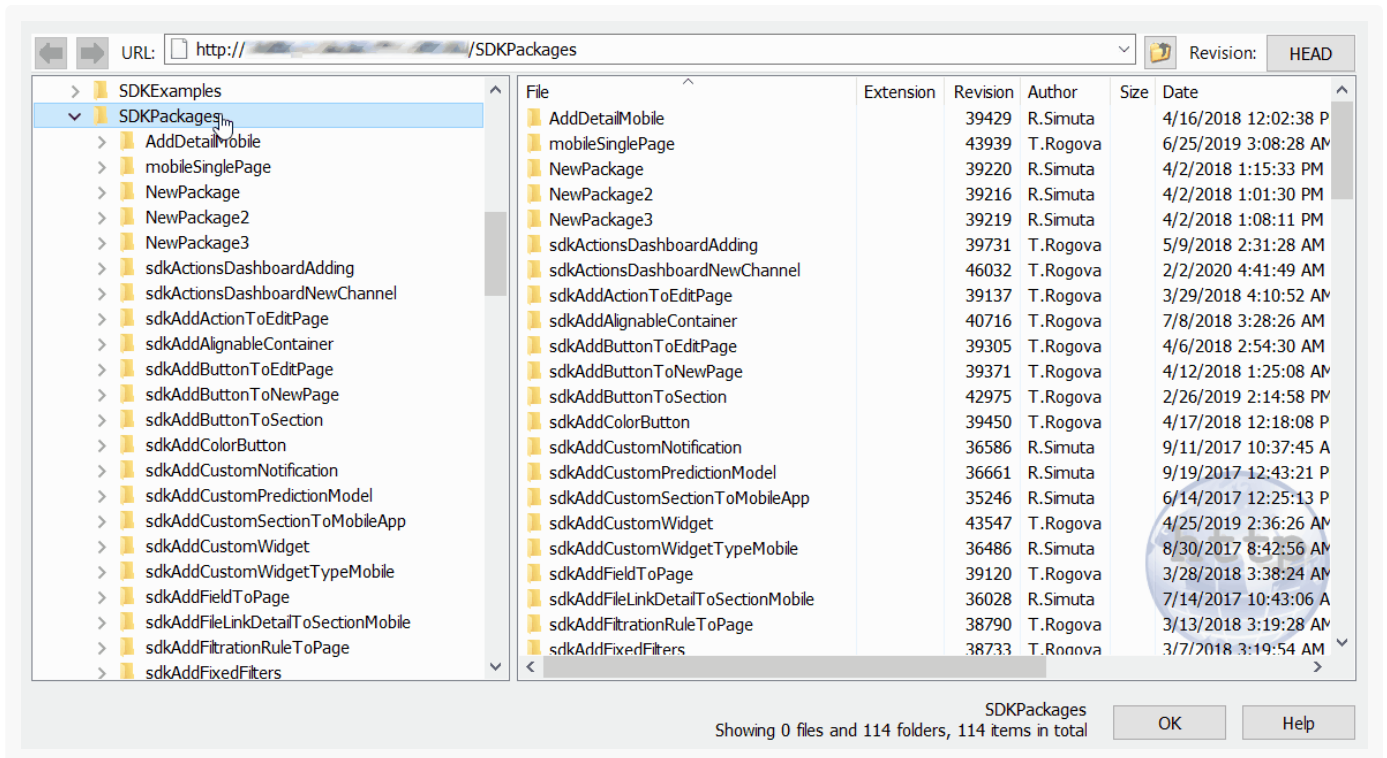 URL: http:// /SDKPackages Revision: HEAD
SDKExamples
SDKPackages
AddDetailMobile
mobileSinglePage
NewPackage
NewPackage2
NewPackage3
sdkActionsDashboardAdding
sdkActionsDashboardNewChannel
sdkAddActionToEditPage
sdkAddAlignableContainer
sdkAddButtonToEditPage
sdkAddButtonToNewPage
sdkAddButtonToSection
sdkAddColorButton
sdkAddCustomNotification
sdkAddCustomPredictionModel
sdkAddCustomSectionToMobileApp
sdkAddCustomWidget
sdkAddCustomWidgetTypeMobile
sdkAddFieldToPage
sdkAddFileLinkDetailToSectionMobile
sdkAddFiltrationRuleToPage
sdkAddFixedFilters
File Extension Revision Author Size Date
AddDetailMobile 39429 R.Simuta 4/16/2018 12:02:38 P
mobileSinglePage 43939 T.Rogova 6/25/2019 3:08:28 AM
NewPackage 39220 R.Simuta 4/2/2018 1:15:33 PM
NewPackage2 39216 R.Simuta 4/2/2018 1:01:30 PM
NewPackage3 39219 R.Simuta 4/2/2018 1:08:11 PM
sdkActionsDashboardAdding 39731 T.Rogova 5/9/2018 2:31:28 AM
sdkActionsDashboardNewChannel 46032 T.Rogova 2/2/2020 4:41:49 AM
sdkAddActionToEditPage 39137 T.Rogova 3/29/2018 4:10:52 AM
sdkAddAlignableContainer 40716 T.Rogova 7/8/2018 3:28:26 AM
sdkAddButtonToEditPage 39305 T.Rogova 4/6/2018 2:54:30 AM
sdkAddButtonToNewPage 39371 T.Rogova 4/12/2018 1:25:08 AM
sdkAddButtonToSection 42975 T.Rogova 2/26/2019 2:14:58 PM
sdkAddColorButton 39450 T.Rogova 4/17/2018 12:18:08 P
sdkAddCustomNotification 36586 R.Simuta 9/11/2017 10:37:45 A
sdkAddCustomPredictionModel 36661 R.Simuta 9/19/2017 12:43:21 P
sdkAddCustomSectionToMobileApp 35246 R.Simuta 6/14/2017 12:25:13 P
sdkAddCustomWidget 43547 T.Rogova 4/25/2019 2:36:26 AM
sdkAddCustomWidgetTypeMobile 36486 R.Simuta 8/30/2017 8:42:56 AM
sdkAddFieldToPage 39120 T.Rogova 3/28/2018 3:38:24 AM
sdkAddFileLinkDetailToSectionMobile 36028 R.Simuta 7/14/2017 10:43:06 A
sdkAddFiltrationRuleToPage 38790 T.Rogova 3/13/2018 3:19:28 AM
sdkAddFixedFilters 38733 T.Rogova 3/7/2018 3:19:54 AM
http
SDKPackages
Showing 0 files and 114 folders, 114 items in total
OK Help